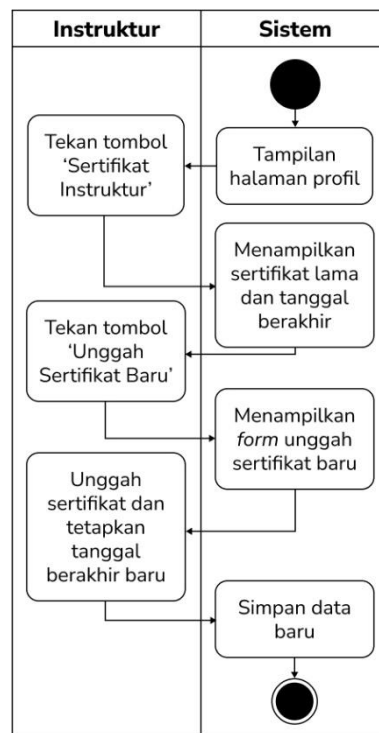 Instruktur
Sistem
Tampilan
halaman profil
Tekan tombol
‘Sertifikat
Instruktur’
Menampilkan
sertifikat lama
dan tanggal
berakhir
Tekan tombol
‘Unggah
Sertifikat Baru’
Menampilkan
form unggah
sertifikat baru
Unggah
sertifikat dan
tetapkan
tanggal
berakhir baru
Simpan data
baru